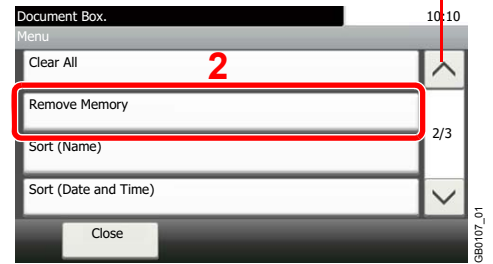 Document Box.
10:10
Menu
Clear All
2
Remove Memory
2/3
Sort (Name)
Sort (Date and Time)
Close
GB0107_01